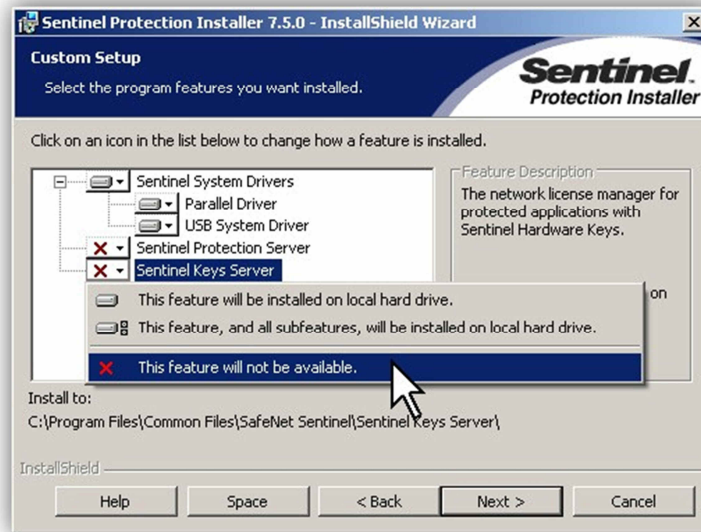 Sentinel Protection Installer 7.5.0 - InstallShield Wizard
Custom Setup
Select the program features you want installed.
Sentinel.
Protection Installer
Click on an icon in the list below to change how a feature is installed.
Sentinel System Drivers
Parallel Driver
USB System Driver
Sentinel Protection Server
Sentinel Keys Server
Feature Description
The network license manager for
protected applications with
Sentinel Hardware Keys.
on
This feature will be installed on local hard drive.
This feature, and all subfeatures, will be installed on local hard drive.
This feature will not be available.
Install to:
C:\Program Files\Common Files\SafeNet Sentinel\Sentinel Keys Server\
InstallShield
Help
Space
< Back
Next >
Cancel